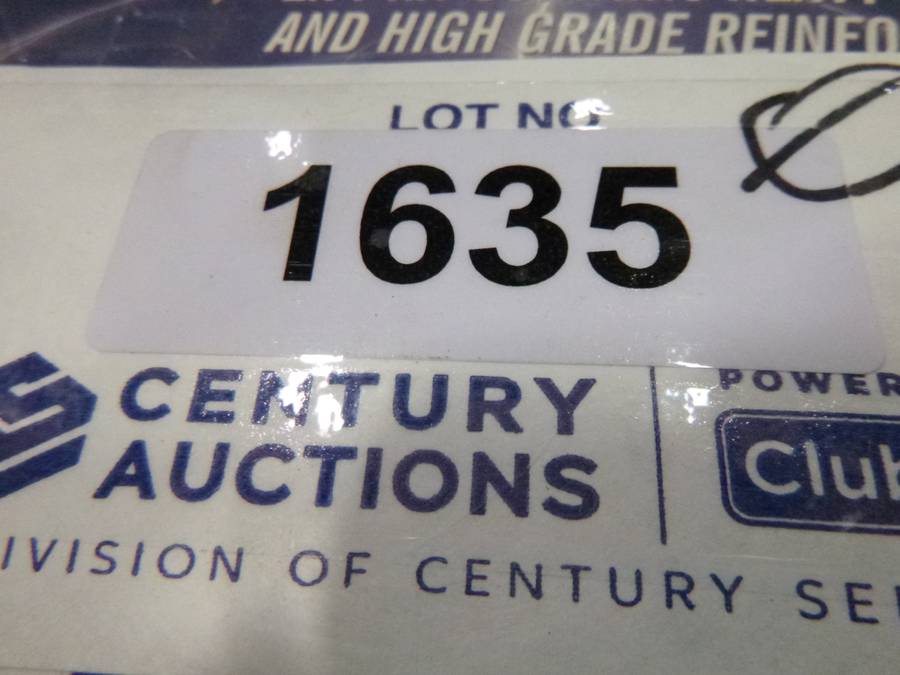 AND HIGH GRADE REINFO
LOT NO
1635
CENTURY
AUCTIONS
POWER
Club
IVISION OF CENTURY SE